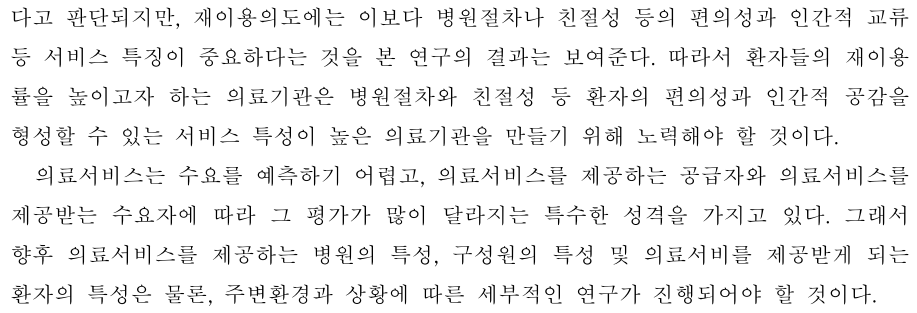 다고 판단되지만, 재이용의도에는 이보다 병원절차나 친절성 등의 편의성과 인간적 교류
등 서비스 특징이 중요하다는 것을 본 연구의 결과는 보여준다. 따라서 환자들의 재이용
률을 높이고자 하는 의료기관은 병원절차와 친절성 등 환자의 편의성과 인간적 공감을
형성할 수 있는 서비스 특성이 높은 의료기관을 만들기 위해 노력해야 할 것이다.
의료서비스는 수요를 예측하기 어렵고, 의료서비스를 제공하는 공급자와 의료서비스를
제공받는 수요자에 따라 그 평가가 많이 달라지는 특수한 성격을 가지고 있다. 그래서
향후 의료서비스를 제공하는 병원의 특성, 구성원의 특성 및 의료서비를 제공받게 되는
환자의 특성은 물론, 주변환경과 상황에 따른 세부적인 연구가 진행되어야 할 것이다.